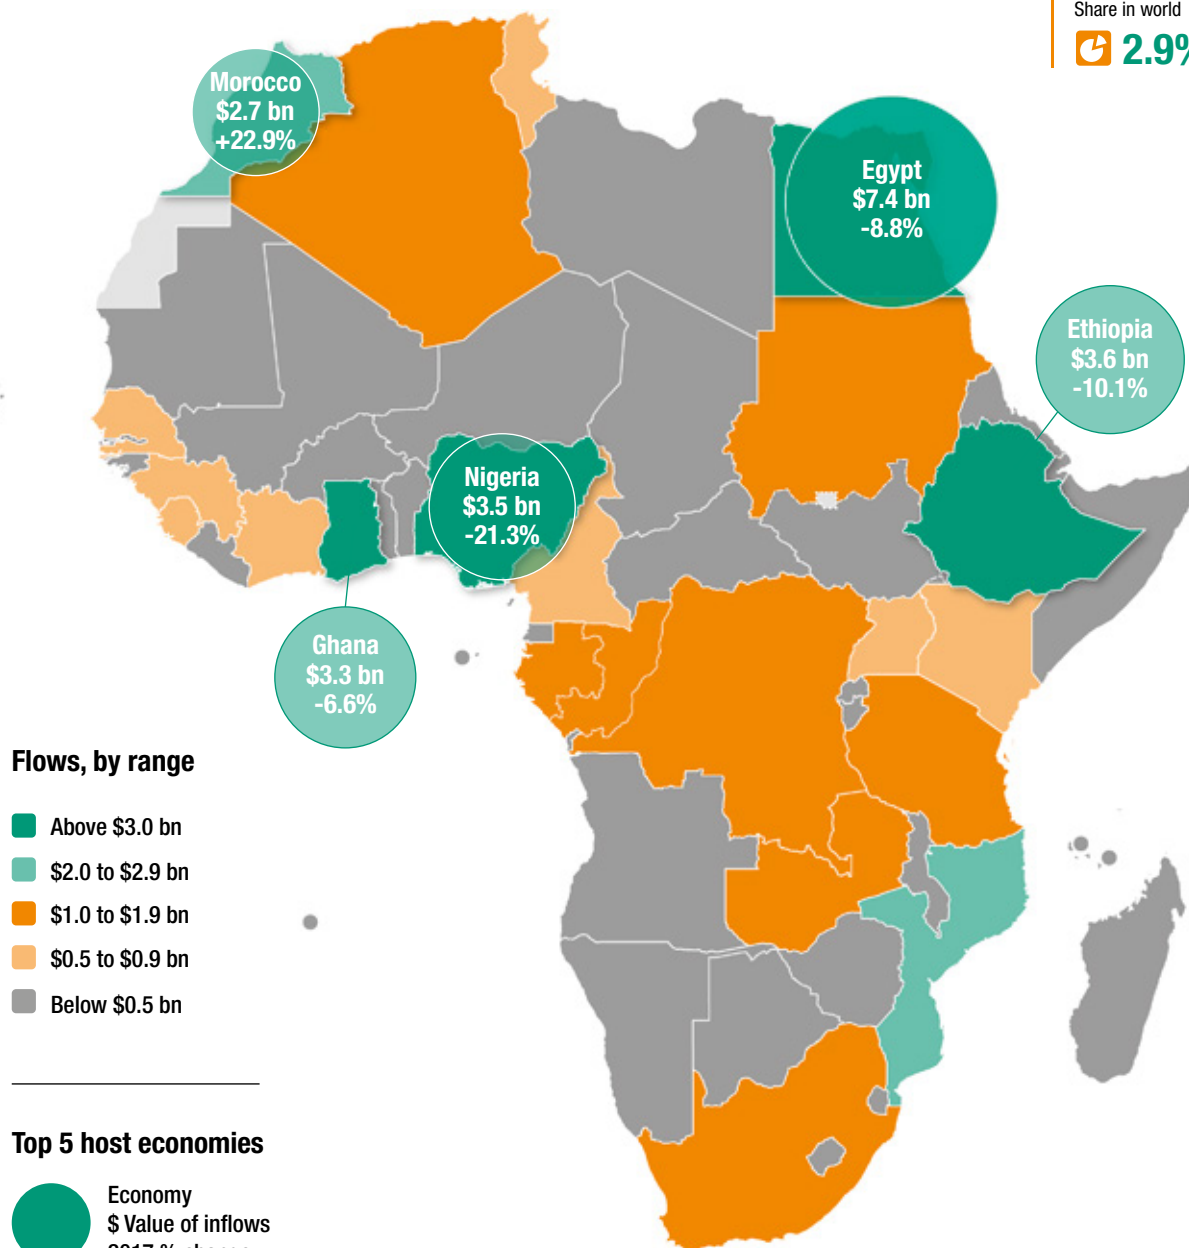 Share in world
2.9%
Morocco
$2.7 bn
+22.9%
Egypt
$7.4 bn
-8.8%
Ethiopia
$3.6 bn
-10.1%
Nigeria
$3.5 bn
-21.3%
Ghana
$3.3 bn
-6.6%
Flows, by range
Above $3.0 bn
$2.0 to $2.9 bn
$1.0 to $1.9 bn
$0.5 to $0.9 bn
Below $0.5 bn
Top 5 host economies
Economy
$ Value of inflows
2017 % change